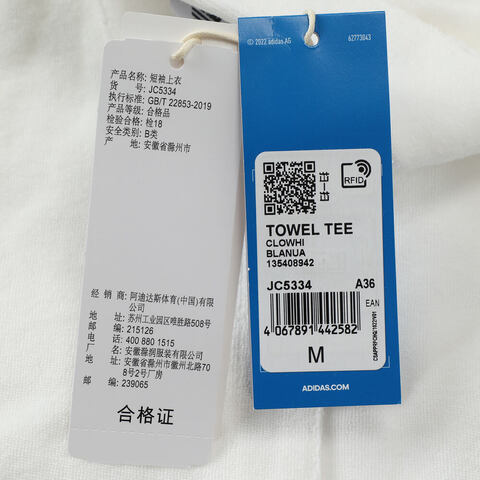 产品名称: 短袖上衣
货 号: JC5334
执行标准: GB/T 22853-2019
产品等级: 合格品
检验合格: 检18
安全类别: B类
产 地: 安徽省滁州市
经 销 商: 阿迪达斯体育(中国)有限
公司
地 址: 苏州工业园区唯胜路508号
邮 编: 215126
电 话: 400 880 1515
厂 名: 安徽滁润服装有限公司
厂 址: 安徽省滁州市徽州南路70
8号2号厂房
邮 编: 239065
合格证
© 2022 adidas AG
62773043
RFID
TOWEL TEE
CLOWHI
BLANUA
135408942
JC5334 A36
EAN
4 067891 442582
M
ADIDAS.COM